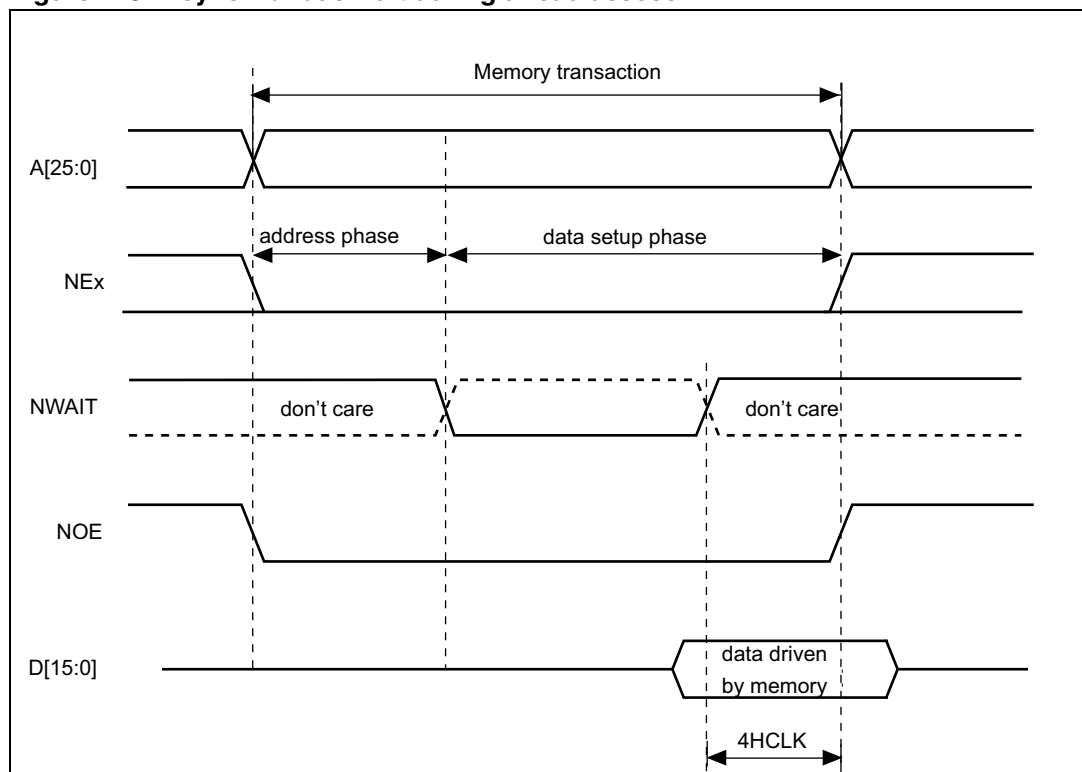 Memory transaction
A[25:0]
address phase
data setup phase
NEx
NWAIT
don't care
don't care
NOE
D[15:0]
data driven
by memory
4HCLK